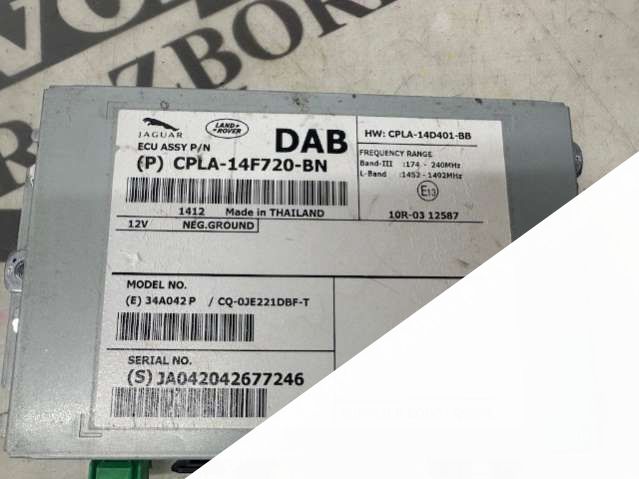 ZBOR
JAGUAR
LAND-
ROVER
DAB
HW: CPLA-14D401-BB
ECU ASSY P/N
(P) CPLA-14F720-BN
FREQUENCY RANGE
Band-III :174 - 240MHz
L-Band :1452 - 1492MHz
E13
1412 Made in THAILAND
10R-03 12587
12V NEG.GROUND
MODEL NO.
(E) 34A042P / CQ-0JE221DBF-T
SERIAL NO.
(S) JA042042677246